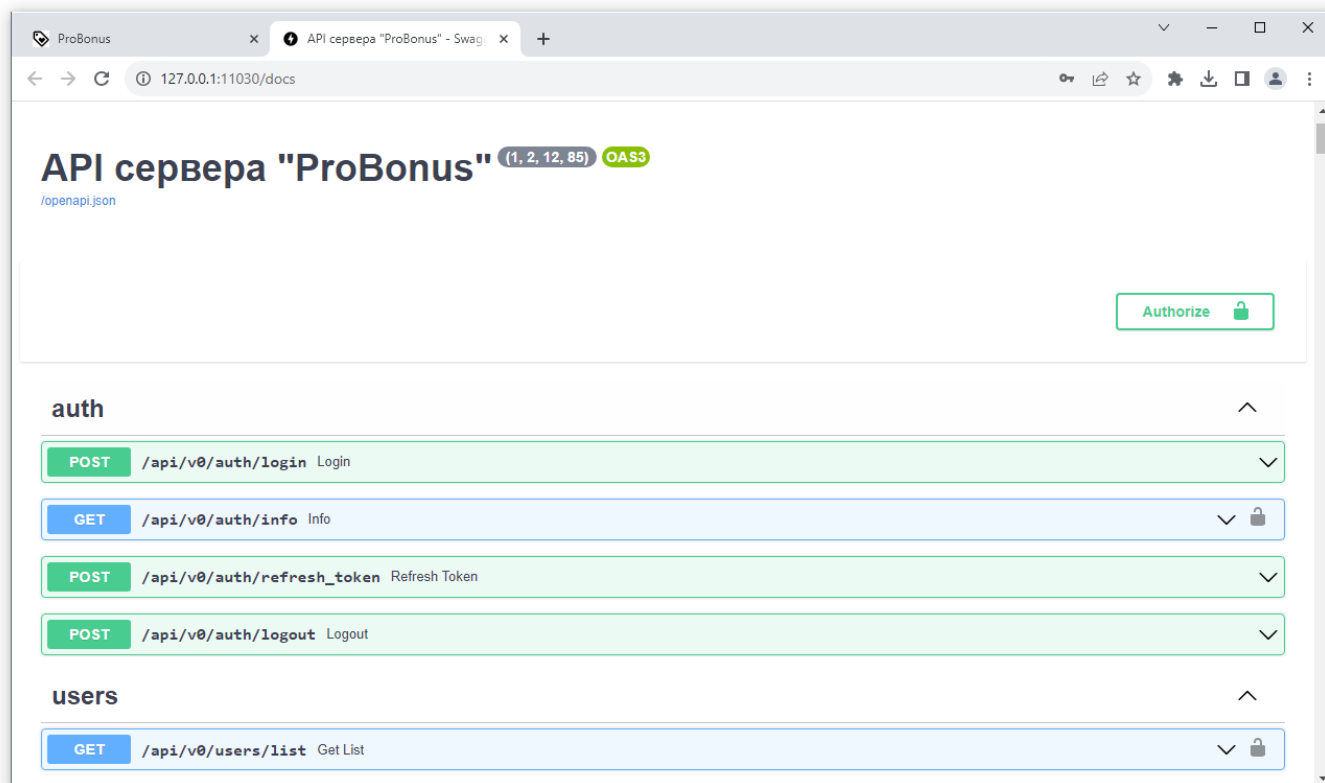 ProBonus
API сервера "ProBonus" - Swag
127.0.0.1:11030/docs
API сервера "ProBonus" (1, 2, 12, 85) OAS3
/openapi.json
Authorize
auth
POST /api/v0/auth/login Login
GET /api/v0/auth/info Info
POST /api/v0/auth/refresh_token Refresh Token
POST /api/v0/auth/logout Logout
users
GET /api/v0/users/list Get List